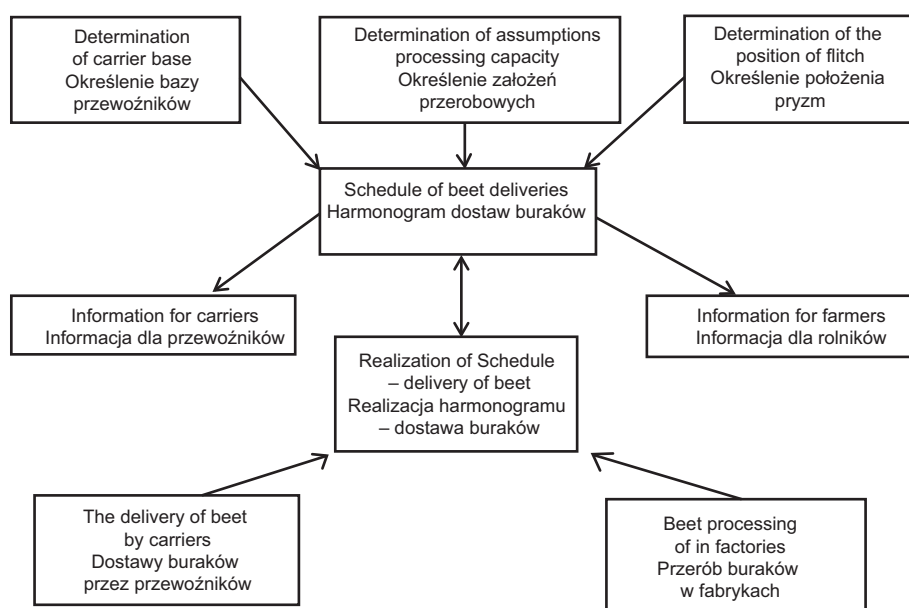 Determination
of carrier base
Określenie bazy
przewoźników
Determination of assumptions
processing capacity
Określenie założeń
przerobowych
Determination of the
position of flitch
Określenie położenia
pryzm
Schedule of beet deliveries
Harmonogram dostaw buraków
Information for carriers
Informacja dla przewoźników
Information for farmers
Informacja dla rolników
Realization of Schedule
– delivery of beet
Realizacja harmonogramu
– dostawa buraków
The delivery of beet
by carriers
Dostawy buraków
przez przewoźników
Beet processing
of in factories
Przerób buraków
w fabrykach